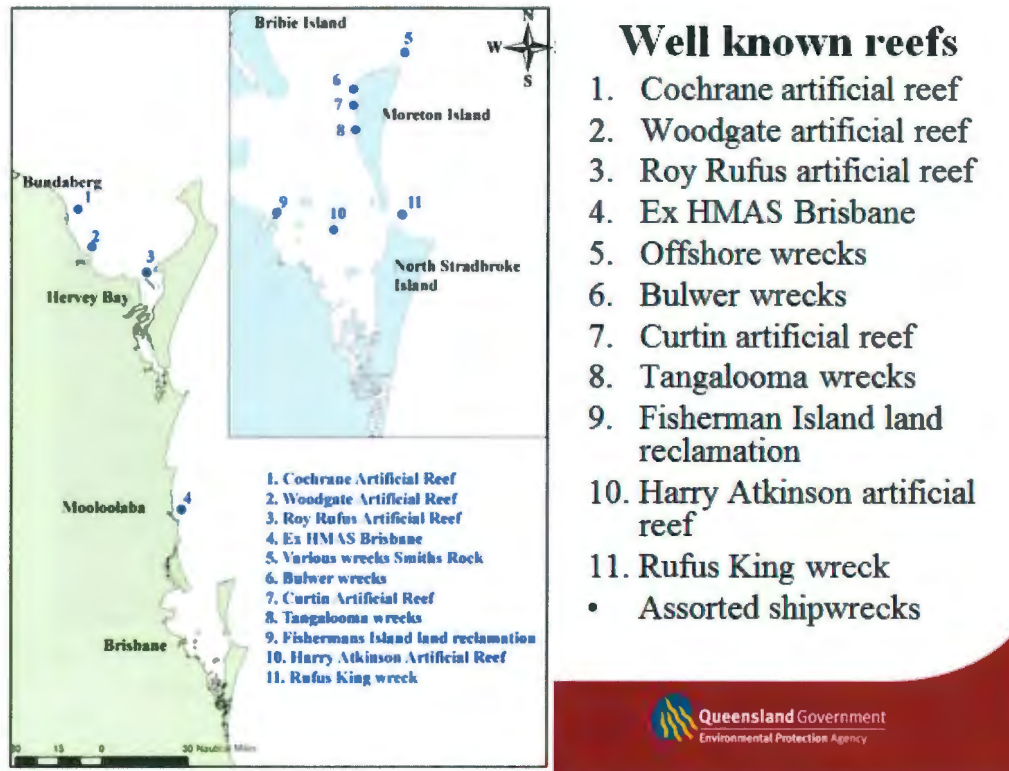 Bribie Island
N
W
S
5
6
7
Moreton Island
8
Bundaberg
1
9
10
11
2
3
North Stradbroke
Island
Hervey Bay
4
Mooloolaba
Brisbane
1. Cochrane Artificial Reef
2. Woodgate Artificial Reef
3. Roy Rufus Artificial Reef
4. Ex HMAS Brisbane
5. Various wrecks Smiths Rock
6. Bulwer wrecks
7. Curtin Artificial Reef
8. Tangalooma wrecks
9. Fishermans Island land reclamation
10. Harry Atkinson Artificial Reef
11. Rufus King wreck
30 15 0 30 Nautical Miles
Well known reefs
1. Cochrane artificial reef
2. Woodgate artificial reef
3. Roy Rufus artificial reef
4. Ex HMAS Brisbane
5. Offshore wrecks
6. Bulwer wrecks
7. Curtin artificial reef
8. Tangalooma wrecks
9. Fisherman Island land
reclamation
10. Harry Atkinson artificial
reef
11. Rufus King wreck
• Assorted shipwrecks
Queensland Government
Environmental Protection Agency